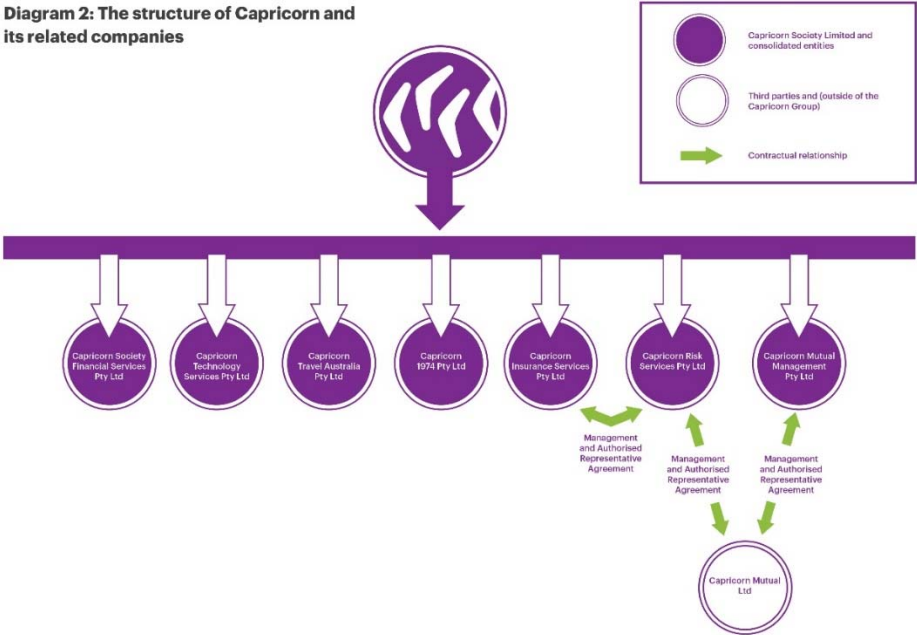 Diagram 2: The structure of Capricorn and
its related companies
Capricorn Society Limited and
consolidated entities
Third parties and (outside of the
Capricorn Group)
Contractual relationship
Capricorn Society
Financial Services
Pty Ltd
Capricorn
Technology
Services Pty Ltd
Capricorn
Travel Australia
Pty Ltd
Capricorn
1974 Pty Ltd
Capricorn
Insurance Services
Pty Ltd
Capricorn Risk
Services Pty Ltd
Capricorn Mutual
Management
Pty Ltd
Management
and Authorised
Representative
Agreement
Management
and Authorised
Representative
Agreement
Management
and Authorised
Representative
Agreement
Capricorn Mutual
Ltd